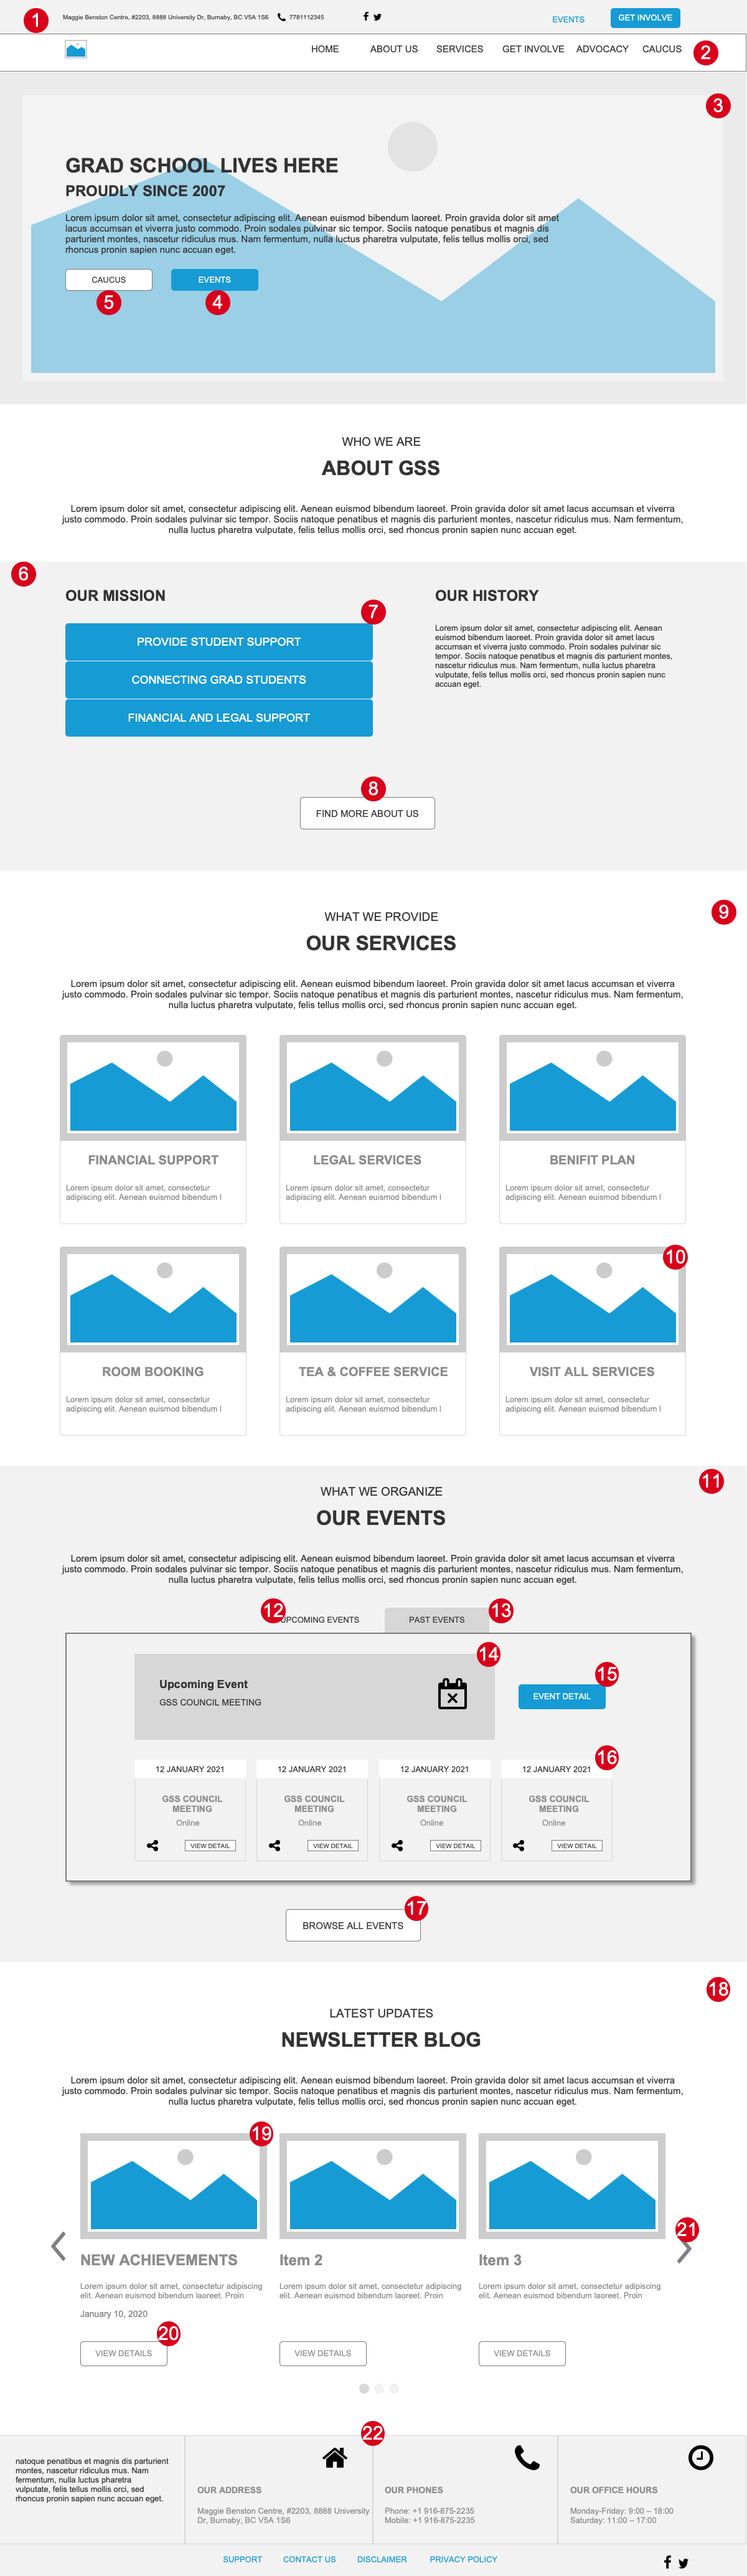 1
Maggie Benston Centre, #2203, 8888 University Dr, Burnaby, BC V5A 1S6
7781112345
EVENTS
GET INVOLVE
HOME
ABOUT US
SERVICES
GET INVOLVE
ADVOCACY
CAUCUS
2
3
GRAD SCHOOL LIVES HERE
PROUDLY SINCE 2007
Lorem ipsum dolor sit amet, consectetur adipiscing elit. Aenean euismod bibendum laoreet. Proin gravida dolor sit amet
lacus accumsan et viverra justo commodo. Proin sodales pulvinar sic tempor. Sociis natoque penatibus et magnis dis
parturient montes, nascetur ridiculus mus. Nam fermentum, nulla luctus pharetra vulputate, felis tellus mollis orci, sed
rhoncus pronin sapien nunc accuan eget.
CAUCUS
EVENTS
5
4
WHO WE ARE
ABOUT GSS
Lorem ipsum dolor sit amet, consectetur adipiscing elit. Aenean euismod bibendum laoreet. Proin gravida dolor sit amet lacus accumsan et viverra
justo commodo. Proin sodales pulvinar sic tempor. Sociis natoque penatibus et magnis dis parturient montes, nascetur ridiculus mus. Nam fermentum,
nulla luctus pharetra vulputate, felis tellus mollis orci, sed rhoncus pronin sapien nunc accuan eget.
6
OUR MISSION
7
PROVIDE STUDENT SUPPORT
CONNECTING GRAD STUDENTS
FINANCIAL AND LEGAL SUPPORT
OUR HISTORY
Lorem ipsum dolor sit amet, consectetur adipiscing elit. Aenean
euismod bibendum laoreet. Proin gravida dolor sit amet lacus
accumsan et viverra justo commodo. Proin sodales pulvinar sic
tempor. Sociis natoque penatibus et magnis dis parturient montes,
nascetur ridiculus mus. Nam fermentum, nulla luctus pharetra
vulputate, felis tellus mollis orci, sed rhoncus pronin sapien nunc
accuan eget.
8
FIND MORE ABOUT US
9
WHAT WE PROVIDE
OUR SERVICES
Lorem ipsum dolor sit amet, consectetur adipiscing elit. Aenean euismod bibendum laoreet. Proin gravida dolor sit amet lacus accumsan et viverra
justo commodo. Proin sodales pulvinar sic tempor. Sociis natoque penatibus et magnis dis parturient montes, nascetur ridiculus mus. Nam fermentum,
nulla luctus pharetra vulputate, felis tellus mollis orci, sed rhoncus pronin sapien nunc accuan eget.
FINANCIAL SUPPORT
Lorem ipsum dolor sit amet, consectetur
adipiscing elit. Aenean euismod bibendum l
LEGAL SERVICES
Lorem ipsum dolor sit amet, consectetur
adipiscing elit. Aenean euismod bibendum l
BENIFIT PLAN
Lorem ipsum dolor sit amet, consectetur
adipiscing elit. Aenean euismod bibendum l
10
ROOM BOOKING
Lorem ipsum dolor sit amet, consectetur
adipiscing elit. Aenean euismod bibendum l
TEA & COFFEE SERVICE
Lorem ipsum dolor sit amet, consectetur
adipiscing elit. Aenean euismod bibendum l
VISIT ALL SERVICES
Lorem ipsum dolor sit amet, consectetur
adipiscing elit. Aenean euismod bibendum l
11
WHAT WE ORGANIZE
OUR EVENTS
Lorem ipsum dolor sit amet, consectetur adipiscing elit. Aenean euismod bibendum laoreet. Proin gravida dolor sit amet lacus accumsan et viverra
justo commodo. Proin sodales pulvinar sic tempor. Sociis natoque penatibus et magnis dis parturient montes, nascetur ridiculus mus. Nam fermentum,
nulla luctus pharetra vulputate, felis tellus mollis orci, sed rhoncus pronin sapien nunc accuan eget.
12
UPCOMING EVENTS
PAST EVENTS
13
14
Upcoming Event
GSS COUNCIL MEETING
15
EVENT DETAIL
16
12 JANUARY 2021
GSS COUNCIL
MEETING
Online
VIEW DETAIL
12 JANUARY 2021
GSS COUNCIL
MEETING
Online
VIEW DETAIL
12 JANUARY 2021
GSS COUNCIL
MEETING
Online
VIEW DETAIL
12 JANUARY 2021
GSS COUNCIL
MEETING
Online
VIEW DETAIL
17
BROWSE ALL EVENTS
18
LATEST UPDATES
NEWSLETTER BLOG
Lorem ipsum dolor sit amet, consectetur adipiscing elit. Aenean euismod bibendum laoreet. Proin gravida dolor sit amet lacus accumsan et viverra
justo commodo. Proin sodales pulvinar sic tempor. Sociis natoque penatibus et magnis dis parturient montes, nascetur ridiculus mus. Nam fermentum,
nulla luctus pharetra vulputate, felis tellus mollis orci, sed rhoncus pronin sapien nunc accuan eget.
19
NEW ACHIEVEMENTS
Lorem ipsum dolor sit amet, consectetur adipiscing
elit. Aenean euismod bibendum laoreet. Proin
January 10, 2020
20
VIEW DETAILS
Item 2
Lorem ipsum dolor sit amet, consectetur adipiscing
elit. Aenean euismod bibendum laoreet. Proin
VIEW DETAILS
21
Item 3
Lorem ipsum dolor sit amet, consectetur adipiscing
elit. Aenean euismod bibendum laoreet. Proin
VIEW DETAILS
22
natoque penatibus et magnis dis parturient
montes, nascetur ridiculus mus. Nam
fermentum, nulla luctus pharetra
vulputate, felis tellus mollis orci, sed
rhoncus pronin sapien nunc accuan eget.
OUR ADDRESS
Maggie Benston Centre, #2203, 8888 University
Dr, Burnaby, BC V5A 1S6
OUR PHONES
Phone: +1 916-875-2235
Mobile: +1 916-875-2235
OUR OFFICE HOURS
Monday-Friday: 9:00 – 18:00
Saturday: 11:00 – 17:00
SUPPORT
CONTACT US
DISCLAIMER
PRIVACY POLICY